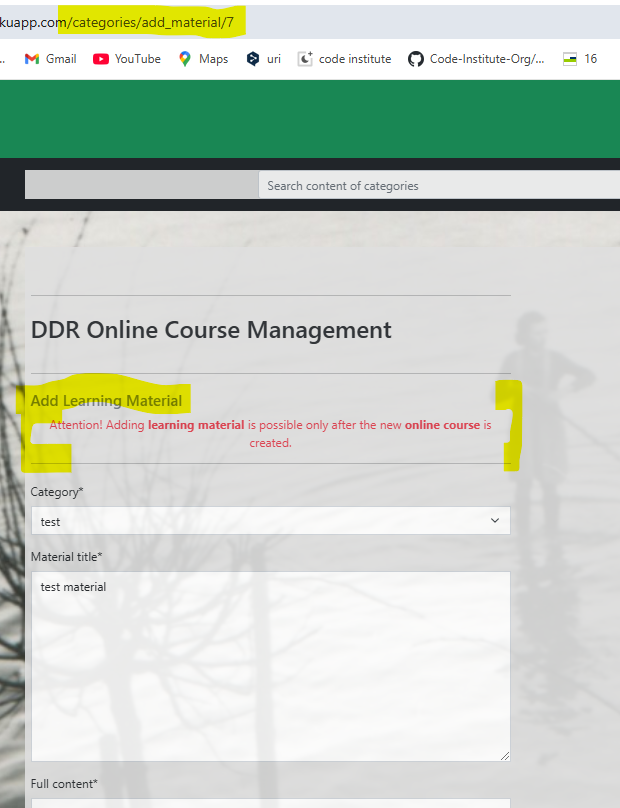 kuapp.com/categories/add_material/7
Gmail YouTube Maps uri code institute Code-Institute-Org/... 16
Search content of categories
DDR Online Course Management
Add Learning Material
Attention! Adding learning material is possible only after the new online course is
created.
Category*
test
Material title*
test material
Full content*